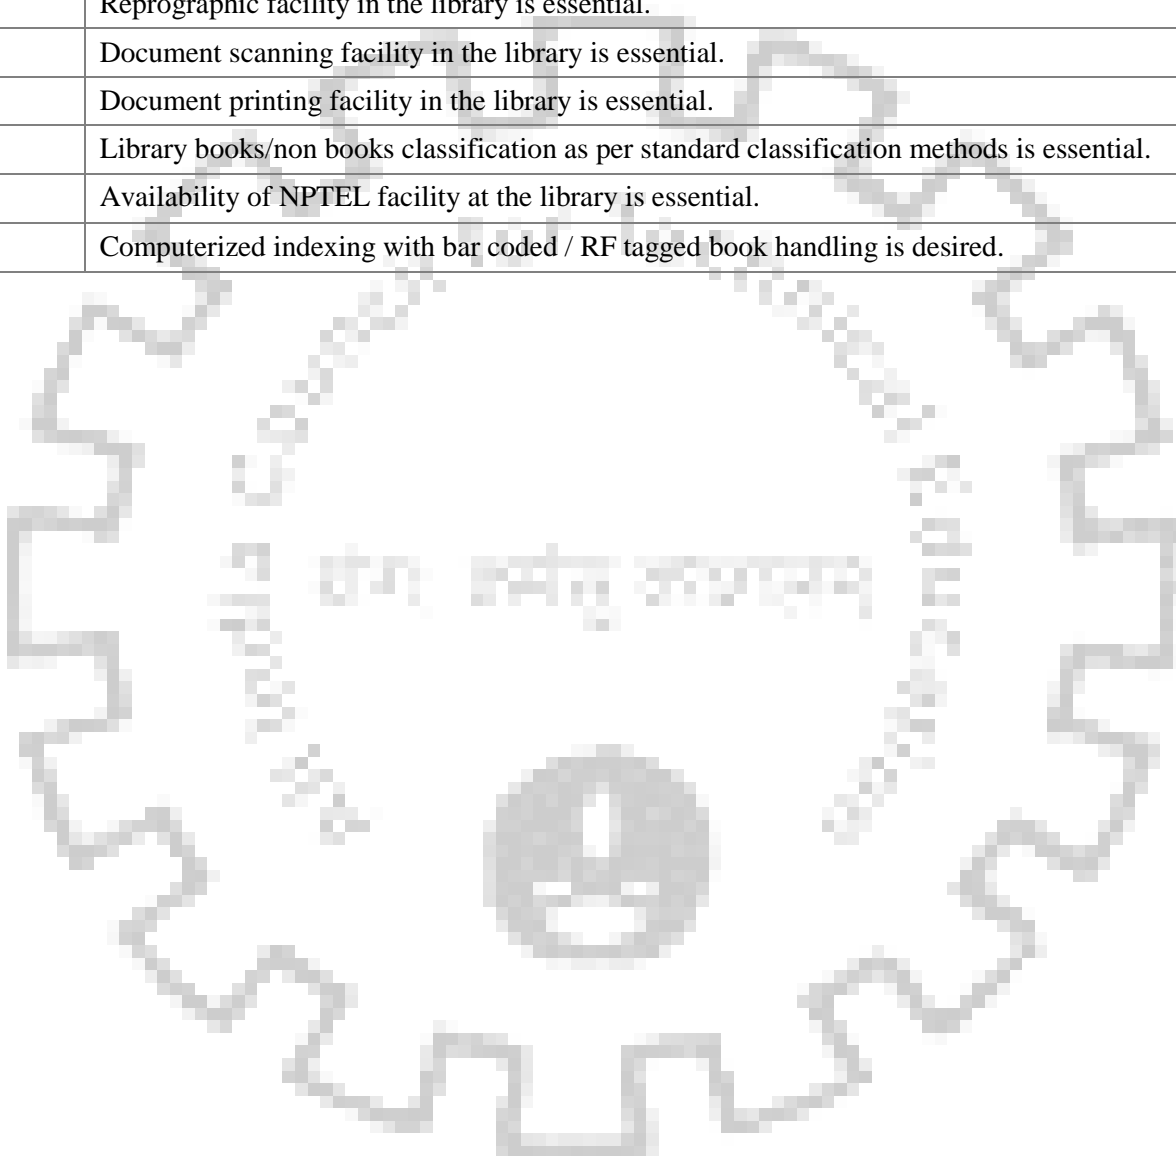 Reprographic facility in the library is essential.
Document scanning facility in the library is essential.
Document printing facility in the library is essential.
Library books/non books classification as per standard classification methods is essential.
Availability of NPTEL facility at the library is essential.
Computerized indexing with bar coded / RF tagged book handling is desired.